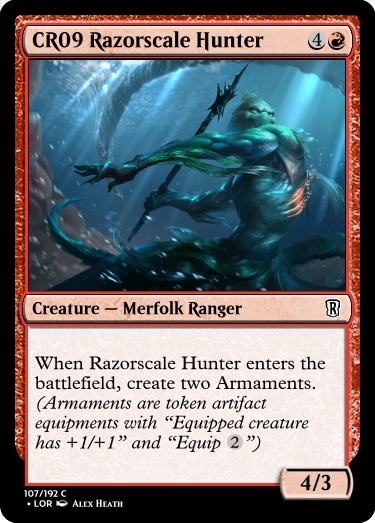 CR09 Razorscale Hunter 4
Creature — Merfolk Ranger R
When Razorscale Hunter enters the
battlefield, create two Armaments.
(Armaments are token artifact
equipments with “Equipped creature
has +1/+1” and “Equip 2”)
4/3
107/192 C
• LOR ALEX HEATH